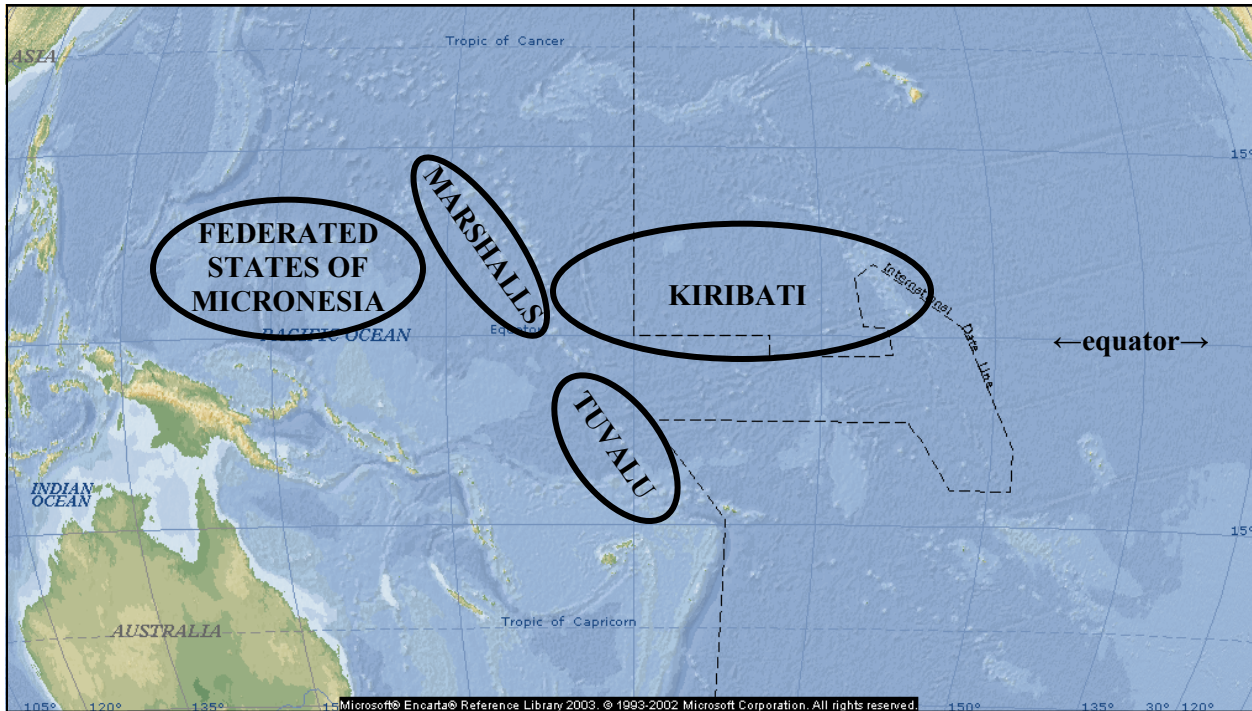 Tropic of Cancer
ASIA
15°
MARSHALLS
FEDERATED
STATES OF
MICRONESIA
KIRIBATI
International Date Line
Equator
PACIFIC OCEAN
←equator→
TUVALU
INDIAN
OCEAN
15°
Tropic of Capricorn
AUSTRALIA
105°
120°
135°
Microsoft® Encarta® Reference Library 2003. © 1993-2002 Microsoft Corporation. All rights reserved.
150°
135°
30°
120°